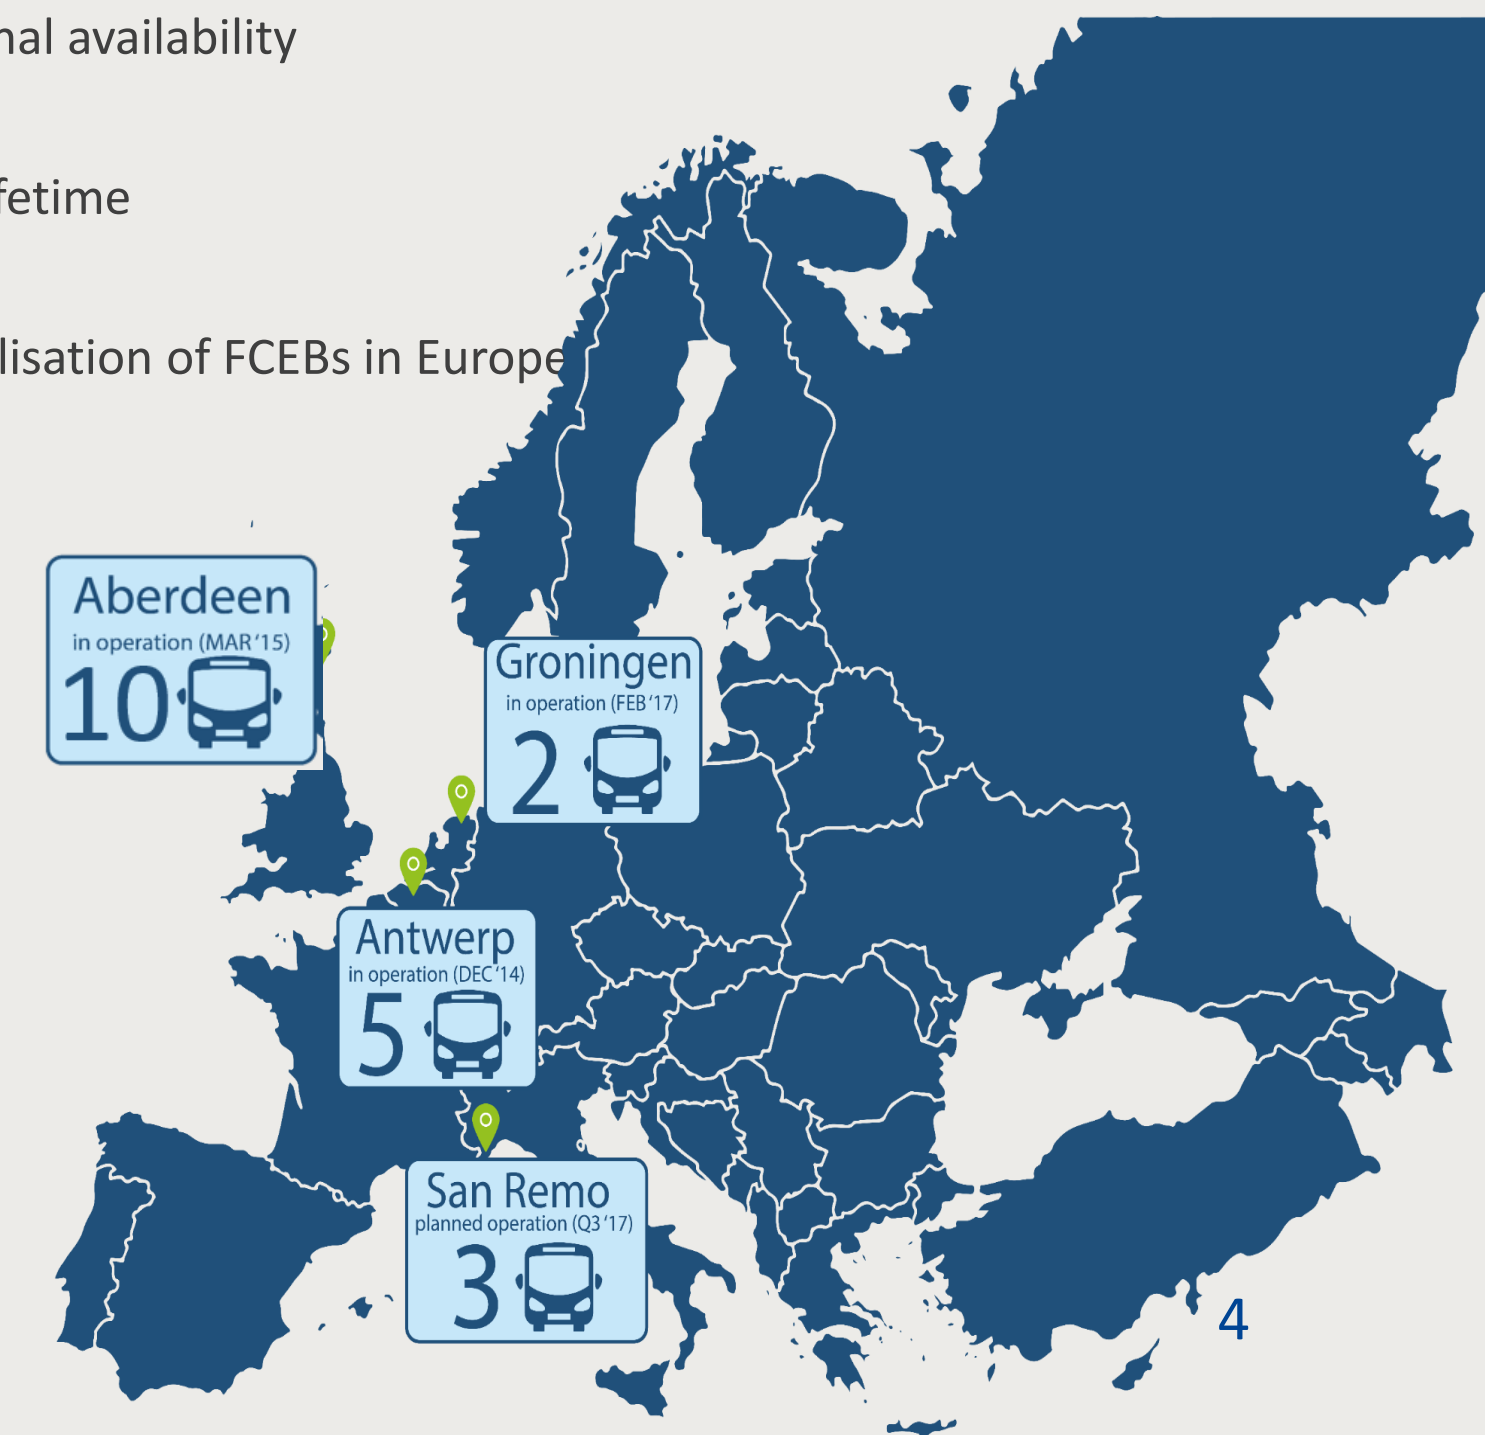 nal availability
fetime
lisation of FCEBs in Europe
Aberdeen
in operation (MAR '15)
10
Groningen
in operation (FEB '17)
2
Antwerp
in operation (DEC '14)
5
San Remo
planned operation (Q3 '17)
3
4